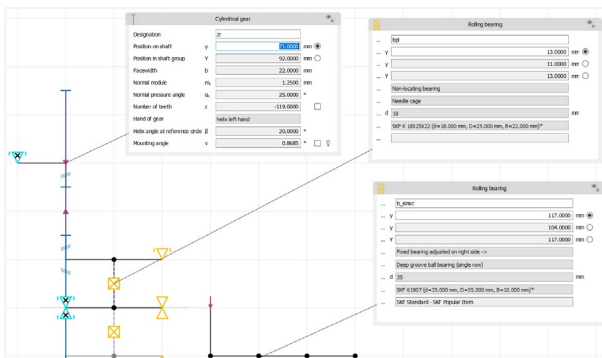 Cylindrical gear
Designation zr
Position on shaft y 71.0000 mm
Position in shaft group Y 92.0000 mm
Facewidth b 22.0000 mm
Normal module mₙ 1.2500 mm
Normal pressure angle αₙ 25.0000 °
Number of teeth z -119.0000
Hand of gear helix left hand
Helix angle at reference circle β 20.0000 °
Mounting angle ν 0.8685 °
Rolling bearing
... bpl
... y 13.0000 mm
... y 11.0000 mm
... Y 13.0000 mm
... Non-locating bearing
... Needle cage
... d 18 mm
... SKF K 18X25X22 (d=18.000 mm, D=25.000 mm, B=22.000 mm)*
...
Rolling bearing
... b_sinsc
... y 117.0000 mm
... y 104.0000 mm
... Y 117.0000 mm
... Fixed bearing adjusted on right side ->
... Deep groove ball bearing (single row)
... d 35 mm
... SKF 61907 (d=35.000 mm, D=55.000 mm, B=10.000 mm)*
... SKF Standard - SKF Popular Item